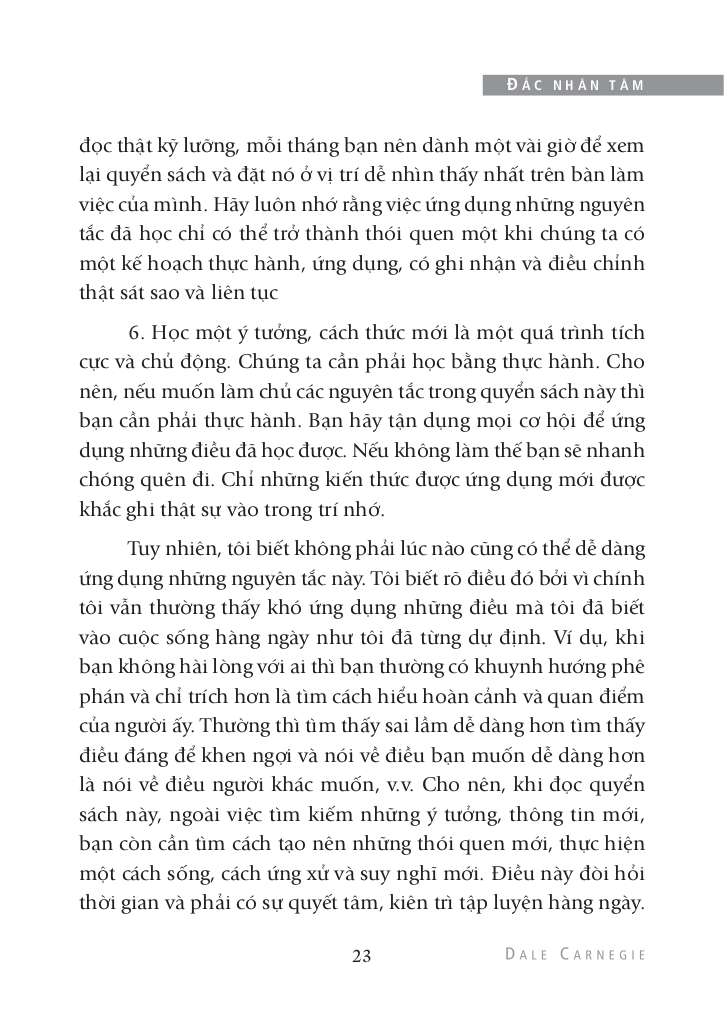 ĐẮC NHÂN TÂM
đọc thật kỹ lưỡng, mỗi tháng bạn nên dành một vài giờ để xem
lại quyển sách và đặt nó ở vị trí dễ nhìn thấy nhất trên bàn làm
việc của mình. Hãy luôn nhớ rằng việc ứng dụng những nguyên
tắc đã học chỉ có thể trở thành thói quen một khi chúng ta có
một kế hoạch thực hành, ứng dụng, có ghi nhận và điều chỉnh
thật sát sao và liên tục
6. Học một ý tưởng, cách thức mới là một quá trình tích
cực và chủ động. Chúng ta cần phải học bằng thực hành. Cho
nên, nếu muốn làm chủ các nguyên tắc trong quyển sách này thì
bạn cần phải thực hành. Bạn hãy tận dụng mọi cơ hội để ứng
dụng những điều đã học được. Nếu không làm thế bạn sẽ nhanh
chóng quên đi. Chỉ những kiến thức được ứng dụng mới được
khắc ghi thật sự vào trong trí nhớ.
Tuy nhiên, tôi biết không phải lúc nào cũng có thể dễ dàng
ứng dụng những nguyên tắc này. Tôi biết rõ điều đó bởi vì chính
tôi vẫn thường thấy khó ứng dụng những điều mà tôi đã biết
vào cuộc sống hàng ngày như tôi đã từng dự định. Ví dụ, khi
bạn không hài lòng với ai thì bạn thường có khuynh hướng phê
phán và chỉ trích hơn là tìm cách hiểu hoàn cảnh và quan điểm
của người ấy. Thường thì tìm thấy sai lầm dễ dàng hơn tìm thấy
điều đáng để khen ngợi và nói về điều bạn muốn dễ dàng hơn
là nói về điều người khác muốn, v.v. Cho nên, khi đọc quyển
sách này, ngoài việc tìm kiếm những ý tưởng, thông tin mới,
bạn còn cần tìm cách tạo nên những thói quen mới, thực hiện
một cách sống, cách ứng xử và suy nghĩ mới. Điều này đòi hỏi
thời gian và phải có sự quyết tâm, kiên trì tập luyện hàng ngày.
23
DALE CARNEGIE